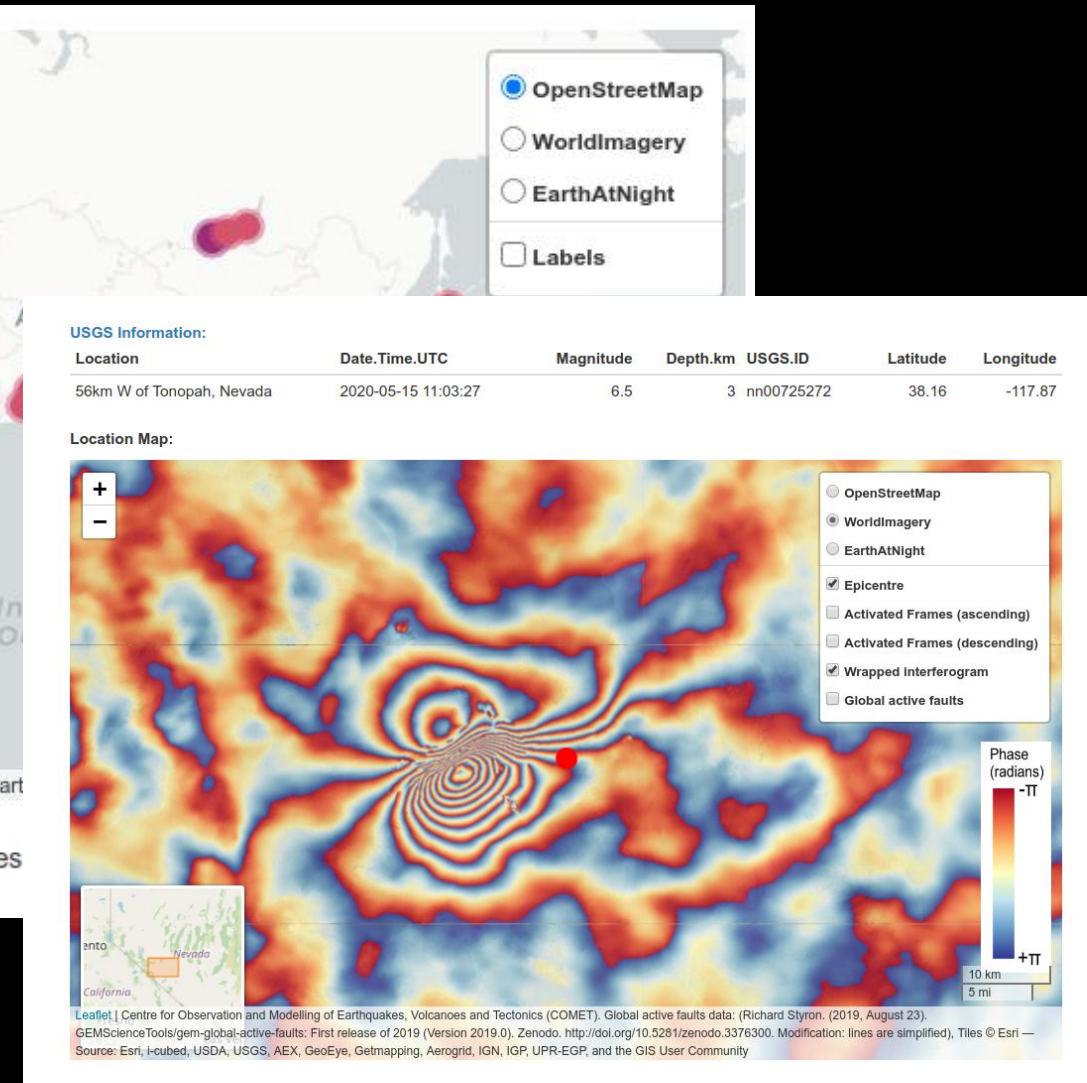 OpenStreetMap
WorldImagery
EarthAtNight
Labels
art
es
USGS Information:
Location Date.Time.UTC Magnitude Depth.km USGS.ID Latitude Longitude
56km W of Tonopah, Nevada 2020-05-15 11:03:27 6.5 3 nn00725272 38.16 -117.87
Location Map:
+
−
OpenStreetMap
WorldImagery
EarthAtNight
Epicentre
Activated Frames (ascending)
Activated Frames (descending)
Wrapped interferogram
Global active faults
Phase
(radians)
-π
+π
10 km
5 mi
ento
Nevada
California
Leaflet | Centre for Observation and Modelling of Earthquakes, Volcanoes and Tectonics (COMET). Global active faults data: (Richard Styron. (2019, August 23).
GEMScienceTools/gem-global-active-faults: First release of 2019 (Version 2019.0). Zenodo. http://doi.org/10.5281/zenodo.3376300. Modification: lines are simplified), Tiles © Esri —
Source: Esri, i-cubed, USDA, USGS, AEX, GeoEye, Getmapping, Aerogrid, IGN, IGP, UPR-EGP, and the GIS User Community